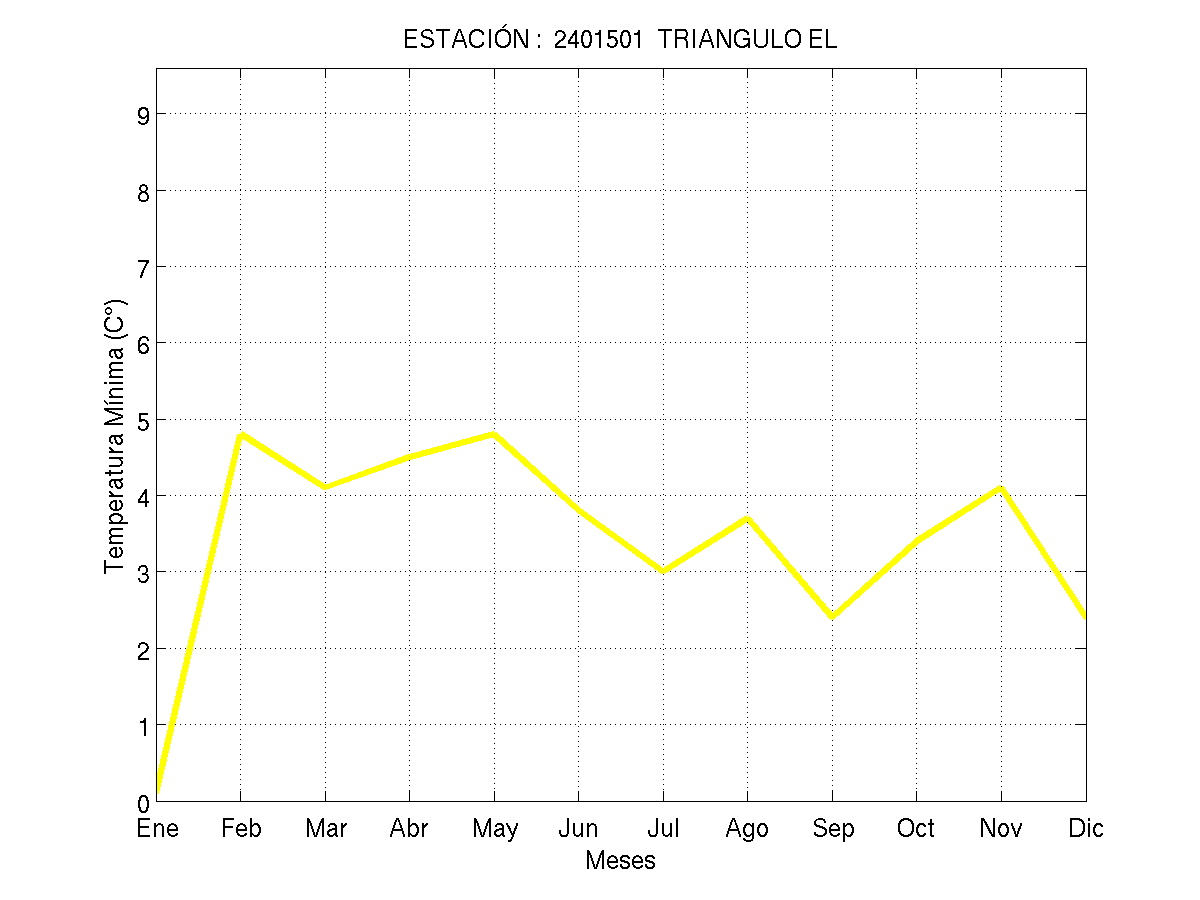 ESTACIÓN : 2401501 TRIANGULO EL
Temperatura Mínima (C°)
9
8
7
6
5
4
3
2
1
0
Ene Feb Mar Abr May Jun Jul Ago Sep Oct Nov Dic
Meses